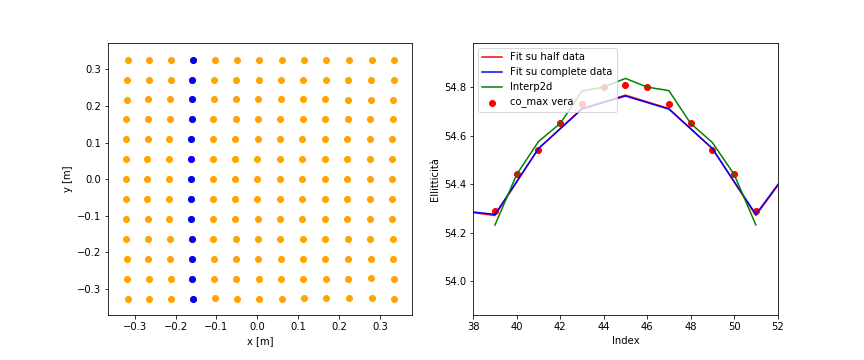 0.3
0.2
0.1
0.0
−0.1
−0.2
−0.3
y [m]
−0.3 −0.2 −0.1 0.0 0.1 0.2 0.3
x [m]
Fit su half data
Fit su complete data
Interp2d
co_max vera
54.8
54.6
54.4
54.2
54.0
Ellitticità
38 40 42 44 46 48 50 52
Index